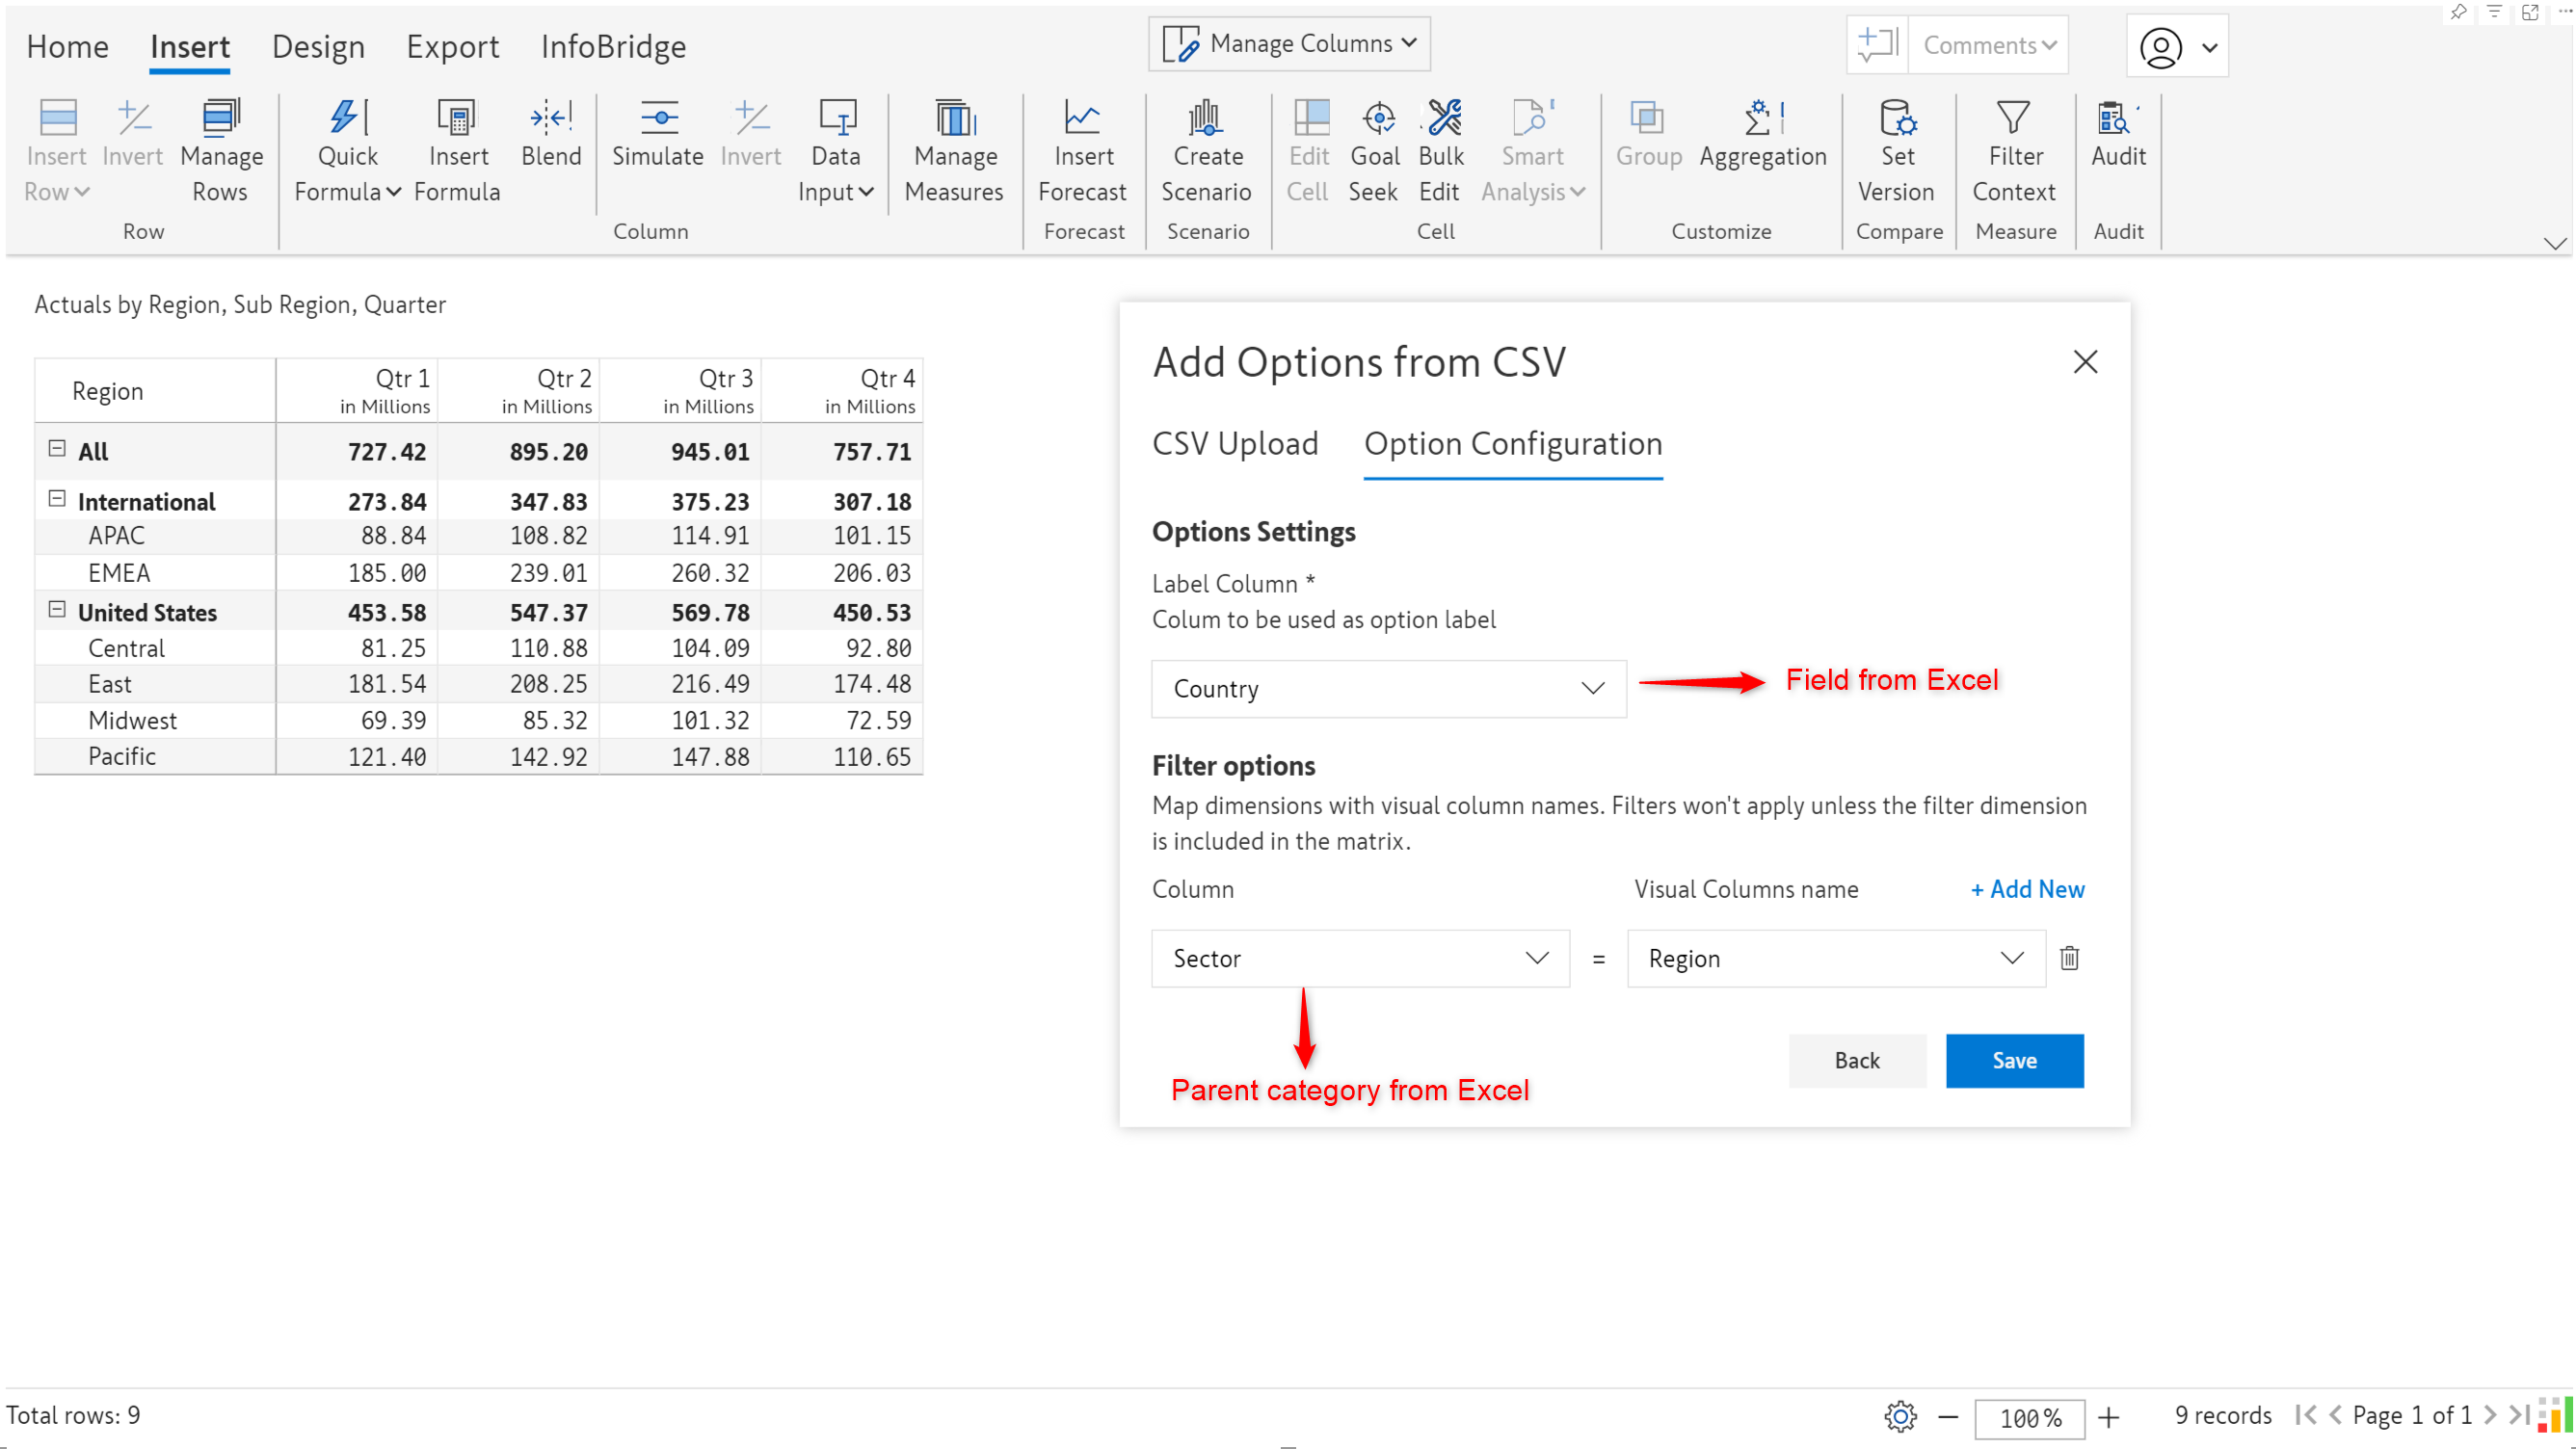 Home Insert Design Export InfoBridge Manage Columns Comments
Insert Row Invert Manage Rows Quick Formula Insert Formula Blend Simulate Invert Data Input Manage Measures Insert Forecast Create Scenario Edit Cell Goal Seek Bulk Edit Smart Analysis Group Aggregation Set Version Filter Context Audit
Row Column Forecast Scenario Cell Customize Compare Measure Audit
Actuals by Region, Sub Region, Quarter
Region Qtr 1 Qtr 2 Qtr 3 Qtr 4
in Millions in Millions in Millions in Millions
All 727.42 895.20 945.01 757.71
International 273.84 347.83 375.23 307.18
APAC 88.84 108.82 114.91 101.15
EMEA 185.00 239.01 260.32 206.03
United States 453.58 547.37 569.78 450.53
Central 81.25 110.88 104.09 92.80
East 181.54 208.25 216.49 174.48
Midwest 69.39 85.32 101.32 72.59
Pacific 121.40 142.92 147.88 110.65
Add Options from CSV
CSV Upload Option Configuration
Options Settings
Label Column *
Colum to be used as option label
Country
Field from Excel
Filter options
Map dimensions with visual column names. Filters won't apply unless the filter dimension
is included in the matrix.
Column Visual Columns name + Add New
Sector = Region
Back Save
Parent category from Excel
Total rows: 9 100% 9 records Page 1 of 1